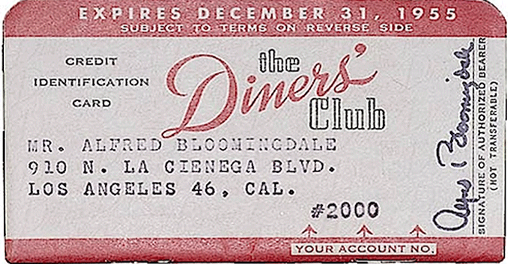 EXPIRES DECEMBER 31, 1955
SUBJECT TO TERMS ON REVERSE SIDE
CREDIT
IDENTIFICATION
CARD
the
Diners'
Club
MR. ALFRED BLOOMINGDALE
910 N. LA CIENEGA BLVD.
LOS ANGELES 46, CAL.
#2000
YOUR ACCOUNT NO.
Alfred Bloomingdale
SIGNATURE OF AUTHORIZED BEARER
(NOT TRANSFERABLE)